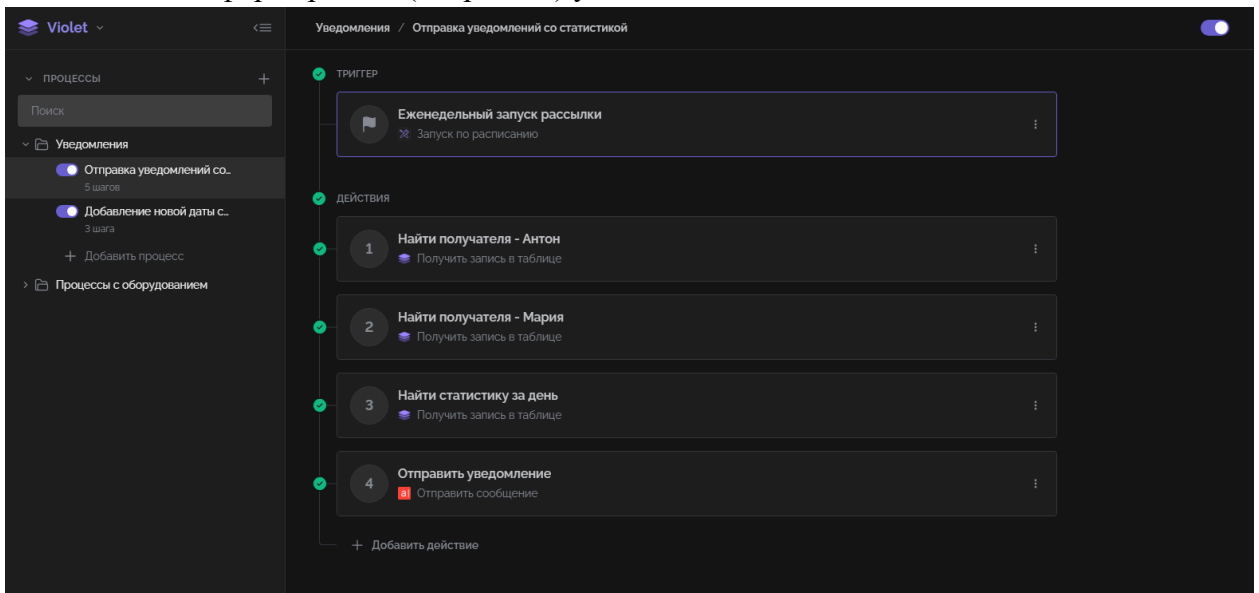 Violet
Уведомления / Отправка уведомлений со статистикой
ПРОЦЕССЫ
Поиск
Уведомления
Отправка уведомлений со...
5 шагов
Добавление новой даты с...
3 шага
+ Добавить процесс
Процессы с оборудованием
ТРИГГЕР
Еженедельный запуск рассылки
Запуск по расписанию
ДЕЙСТВИЯ
1
Найти получателя - Антон
Получить запись в таблице
2
Найти получателя - Мария
Получить запись в таблице
3
Найти статистику за день
Получить запись в таблице
4
Отправить уведомление
a| Отправить сообщение
+ Добавить действие